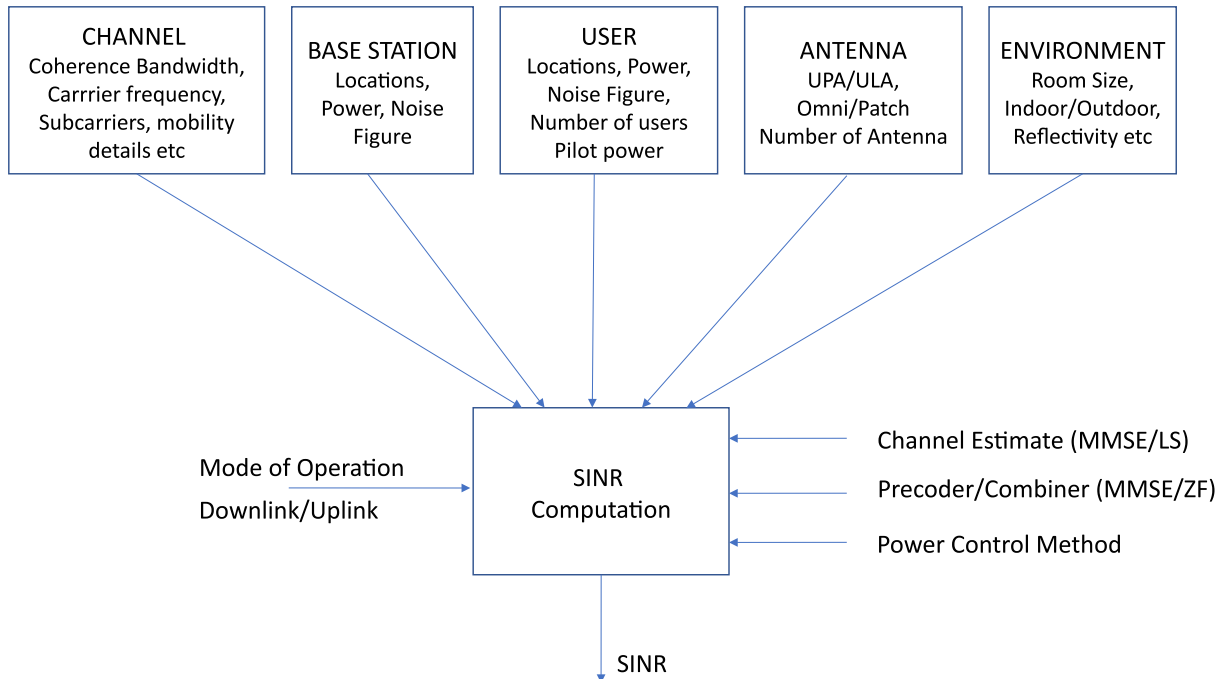 CHANNEL
Coherence Bandwidth,
Carrrier frequency,
Subcarriers, mobility
details etc
BASE STATION
Locations,
Power, Noise
Figure
USER
Locations, Power,
Noise Figure,
Number of users
Pilot power
ANTENNA
UPA/ULA,
Omni/Patch
Number of Antenna
ENVIRONMENT
Room Size,
Indoor/Outdoor,
Reflectivity etc
Mode of Operation
Downlink/Uplink
SINR
Computation
Channel Estimate (MMSE/LS)
Precoder/Combiner (MMSE/ZF)
Power Control Method
SINR